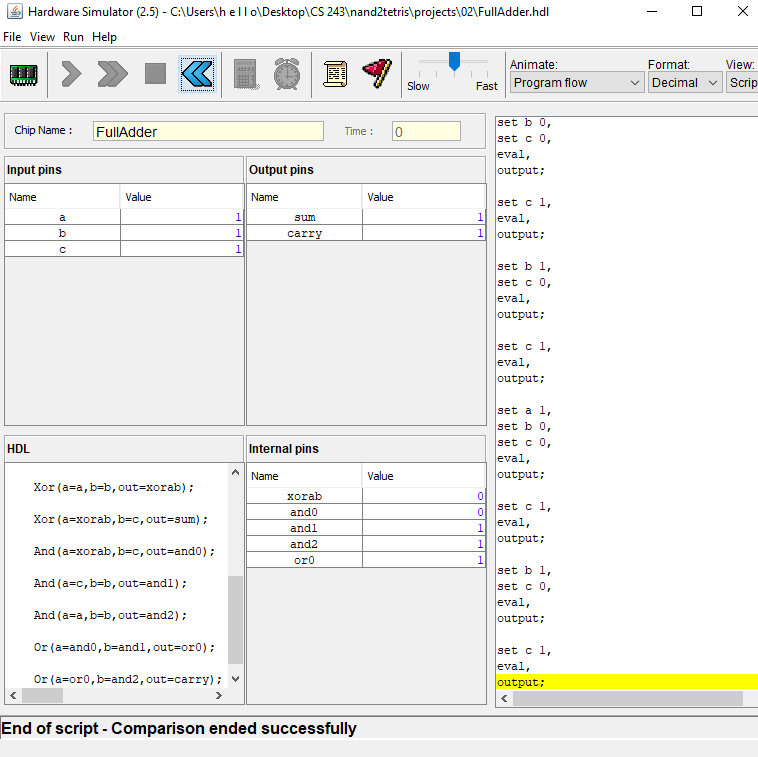 Hardware Simulator (2.5) - C:\Users\h e l l o\Desktop\CS 243\nand2tetris\projects\02\FullAdder.hdl
File View Run Help
Slow Fast
Animate:
Program flow
Format:
Decimal
View:
Scrip
Chip Name :
FullAdder
Time :
0
Input pins
Name Value
a 1
b 1
c 1
Output pins
Name Value
sum 1
carry 1
HDL
Xor(a=a,b=b,out=xorab);
Xor(a=xorab,b=c,out=sum);
And(a=xorab,b=c,out=and0);
And(a=c,b=b,out=and1);
And(a=a,b=b,out=and2);
Or(a=and0,b=and1,out=or0);
Or(a=or0,b=and2,out=carry);
Internal pins
Name Value
xorab 0
and0 0
and1 1
and2 1
or0 1
set b 0,
set c 0,
eval,
output;
set c 1,
eval,
output;
set b 1,
set c 0,
eval,
output;
set c 1,
eval,
output;
set a 1,
set b 0,
set c 0,
eval,
output;
set c 1,
eval,
output;
set b 1,
set c 0,
eval,
output;
set c 1,
eval,
output;
End of script - Comparison ended successfully